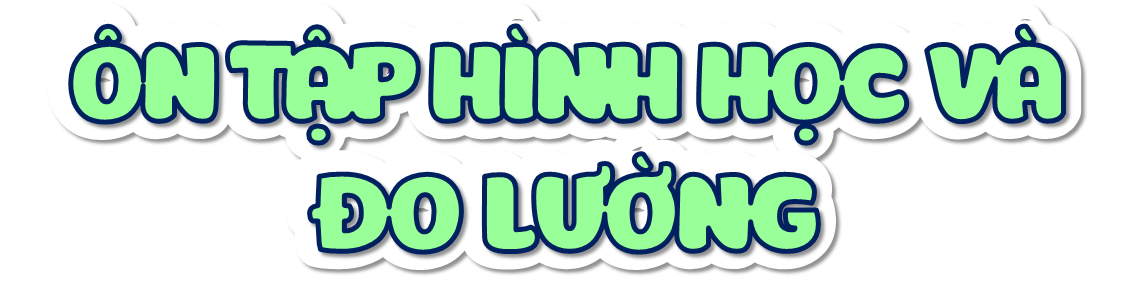 ÔN TẬP HÌNH HỌC VÀ
ĐO LƯỜNG